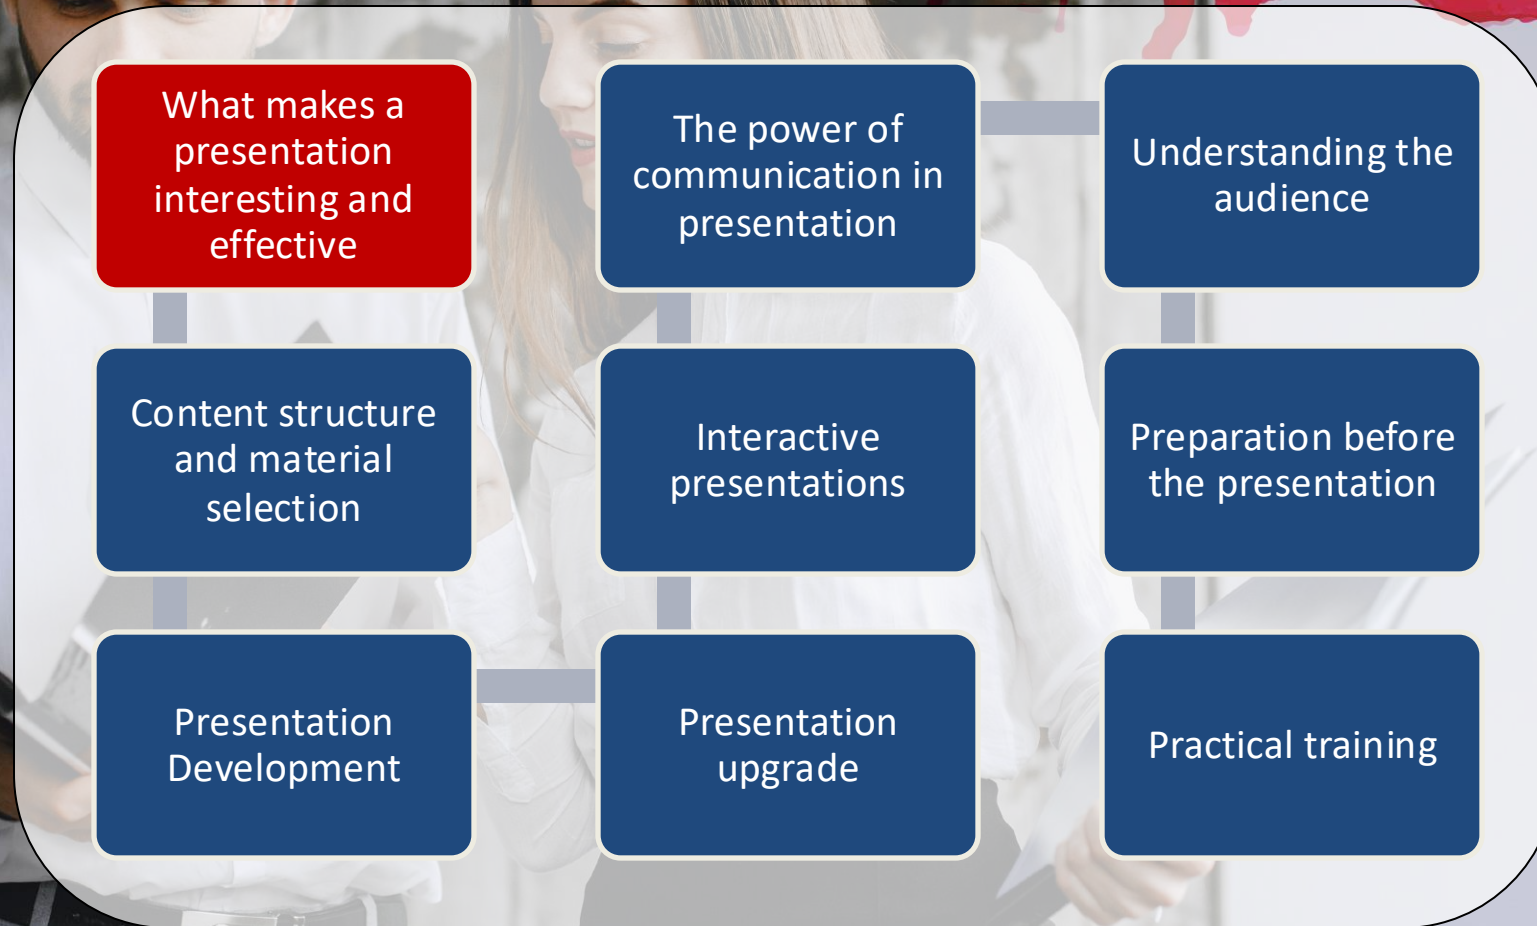 What makes a
presentation
interesting and
effective
Content structure
and material
selection
Presentation
Development
Presentation
upgrade
Interactive
presentations
The power of
communication in
presentation
Understanding the
audience
Preparation before
the presentation
Practical training